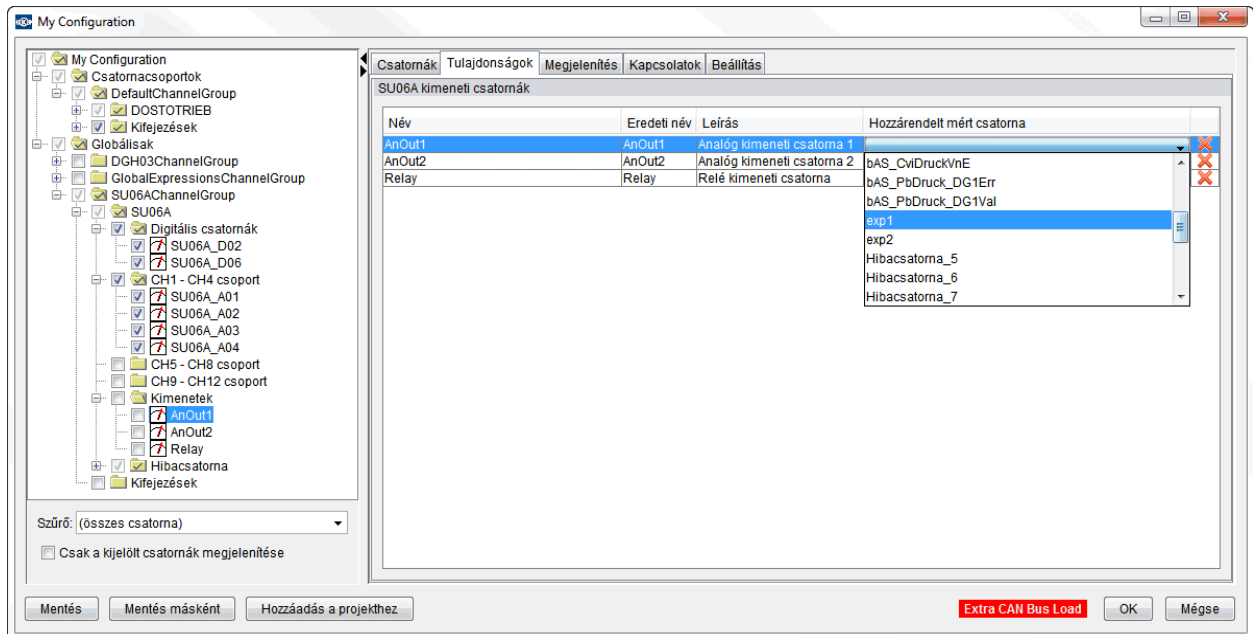 My Configuration
My Configuration
Csatornacsoportok
DefaultChannelGroup
DOSTOTRIEB
Kifejezések
Globálisak
DGH03ChannelGroup
GlobalExpressionsChannelGroup
SU06AChannelGroup
SU06A
Digitális csatornák
SU06A_D02
SU06A_D06
CH1 - CH4 csoport
SU06A_A01
SU06A_A02
SU06A_A03
SU06A_A04
CH5 - CH8 csoport
CH9 - CH12 csoport
Kimenetek
AnOut1
AnOut2
Relay
Hibacsatorna
Kifejezések
Szűrő: (összes csatorna)
Csak a kijelölt csatornák megjelenítése
Csatornák Tulajdonságok Megjelenítés Kapcsolatok Beállítás
SU06A kimeneti csatornák
Név Eredeti név Leírás Hozzárendelt mért csatorna
AnOut1 AnOut1 Analóg kimeneti csatorna 1
AnOut2 AnOut2 Analóg kimeneti csatorna 2
Relay Relay Relé kimeneti csatorna
bAS_CviDruckVnE
bAS_PbDruck_DG1Err
bAS_PbDruck_DG1Val
exp1
exp2
Hibacsatorna_5
Hibacsatorna_6
Hibacsatorna_7
Mentés Mentés másként Hozzáadás a projekthez Extra CAN Bus Load OK Mégse